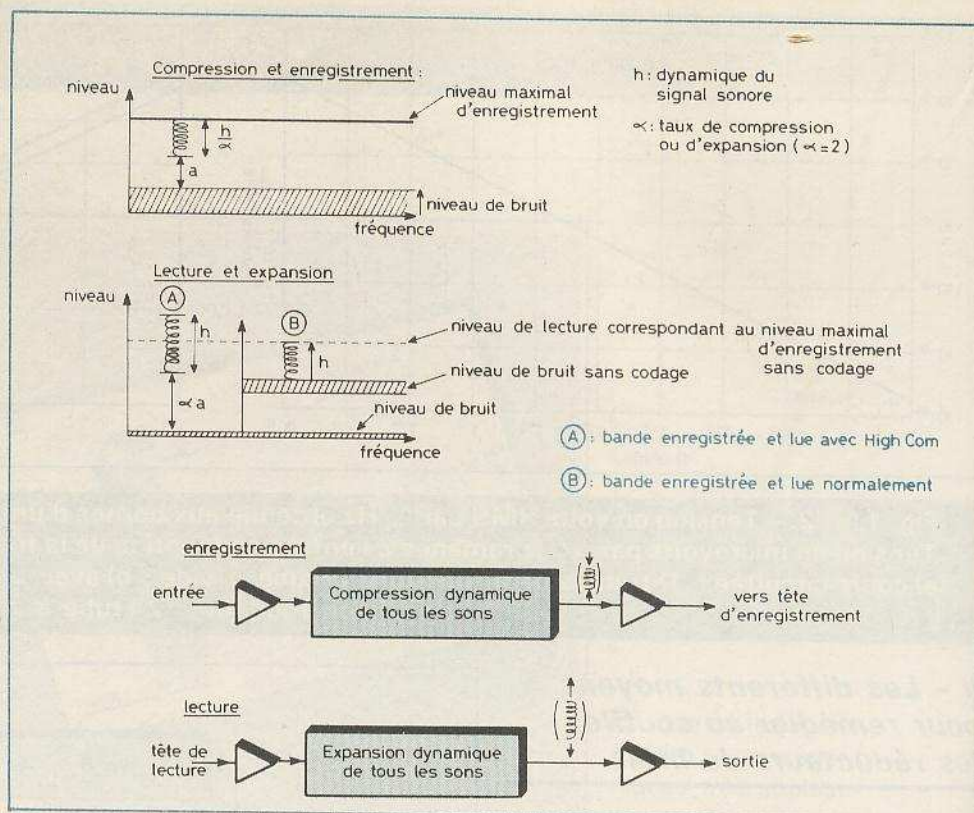 Compression et enregistrement :
niveau
niveau maximal
d'enregistrement
h : dynamique du
signal sonore
∝ : taux de compression
ou d'expansion ( ∝ = 2 )
h
∝
a
niveau de bruit
fréquence
Lecture et expansion
niveau
A
B
h
h
∝ a
niveau de lecture correspondant au niveau maximal
d'enregistrement
sans codage
niveau de bruit sans codage
niveau de bruit
fréquence
A : bande enregistrée et lue avec High Com
B : bande enregistrée et lue normalement
enregistrement
entrée
Compression dynamique
de tous les sons
vers tête
d'enregistrement
lecture
tête de
lecture
Expansion dynamique
de tous les sons
sortie